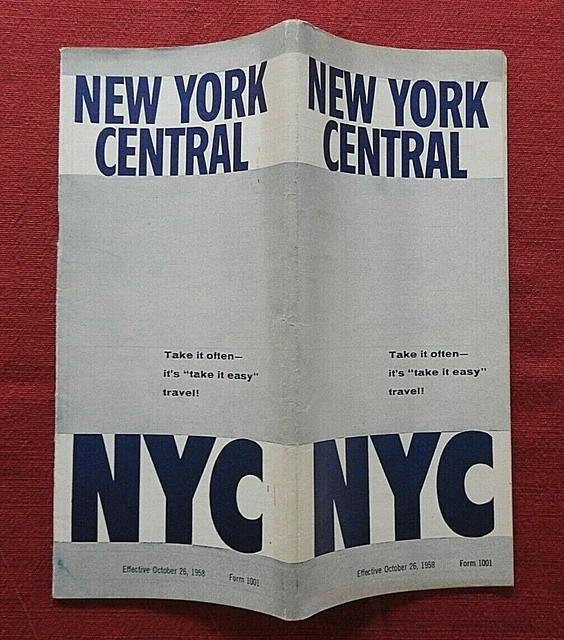 NEW YORK
CENTRAL
Take it often—
it's "take it easy"
travel!
NYC
Effective October 26, 1958
Form 1001
NEW YORK
CENTRAL
Take it often—
it's "take it easy"
travel!
NYC
Effective October 26, 1958
Form 1001